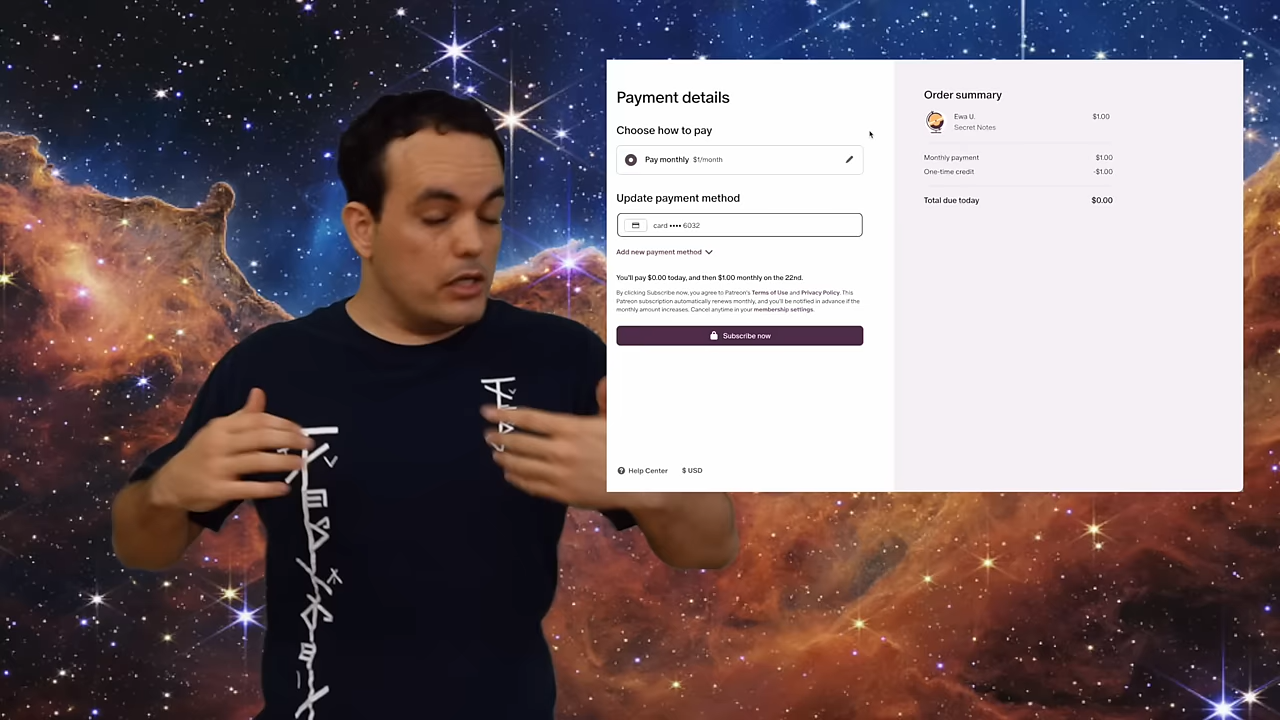 Payment details
Choose how to pay
Pay monthly $1/month
Update payment method
card •••• 6032
Add new payment method
You'll pay $0.00 today, and then $1.00 monthly on the 22nd.
By clicking Subscribe now, you agree to Patreon's Terms of Use and Privacy Policy. This
Patreon subscription automatically renews monthly, and you'll be notified in advance if the
monthly amount increases. Cancel anytime in your membership settings.
Subscribe now
Help Center $ USD
Order summary
Ewa U. $1.00
Secret Notes
Monthly payment $1.00
One-time credit -$1.00
Total due today $0.00